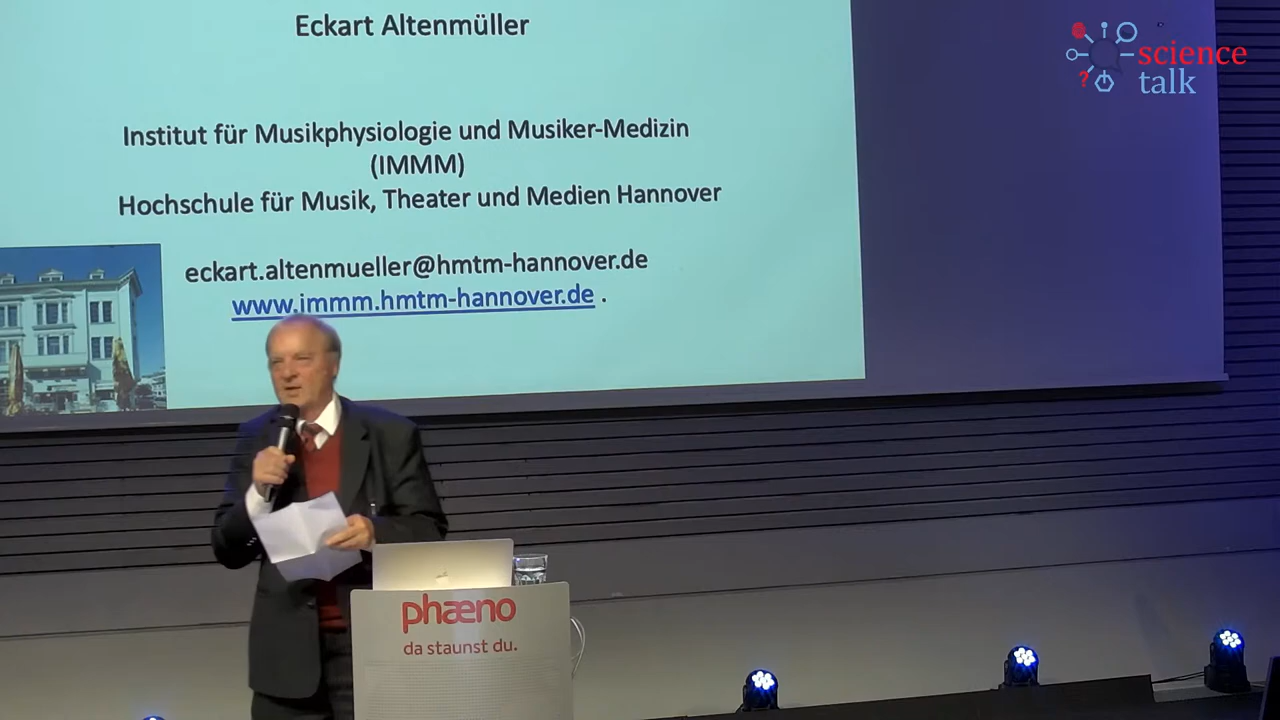 Eckart Altenmüller
science
talk
Institut für Musikphysiologie und Musiker-Medizin
(IMMM)
Hochschule für Musik, Theater und Medien Hannover
eckart.altenmueller@hmtm-hannover.de
www.immm.hmtm-hannover.de .
phæno
da staunst du.